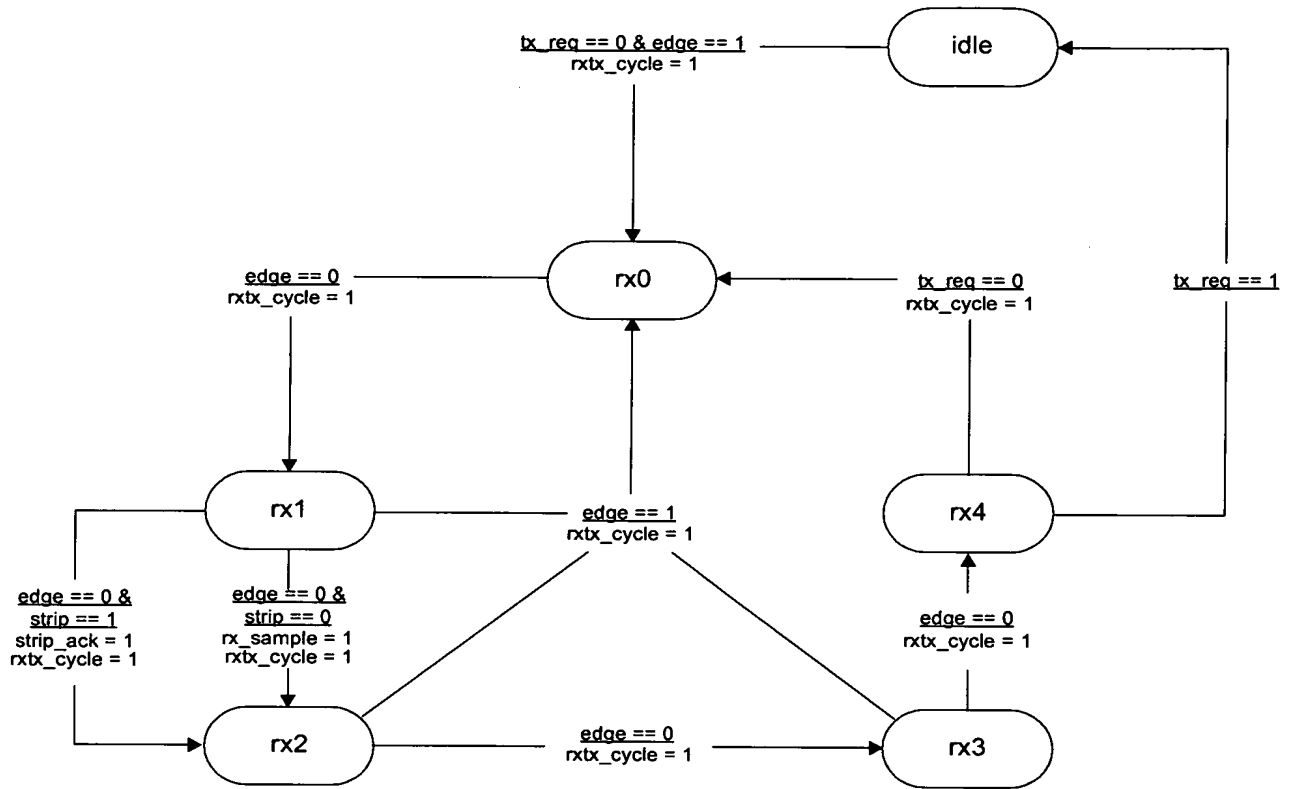 tx_req == 0 & edge == 1
rxtx_cycle = 1
idle
edge == 0
rxtx_cycle = 1
rx0
tx_req == 0
rxtx_cycle = 1
tx_req == 1
rx1
edge == 1
rxtx_cycle = 1
rx4
edge == 0 &
strip == 1
strip_ack = 1
rxtx_cycle = 1
edge == 0 &
strip == 0
rx_sample = 1
rxtx_cycle = 1
edge == 0
rxtx_cycle = 1
rx2
edge == 0
rxtx_cycle = 1
rx3